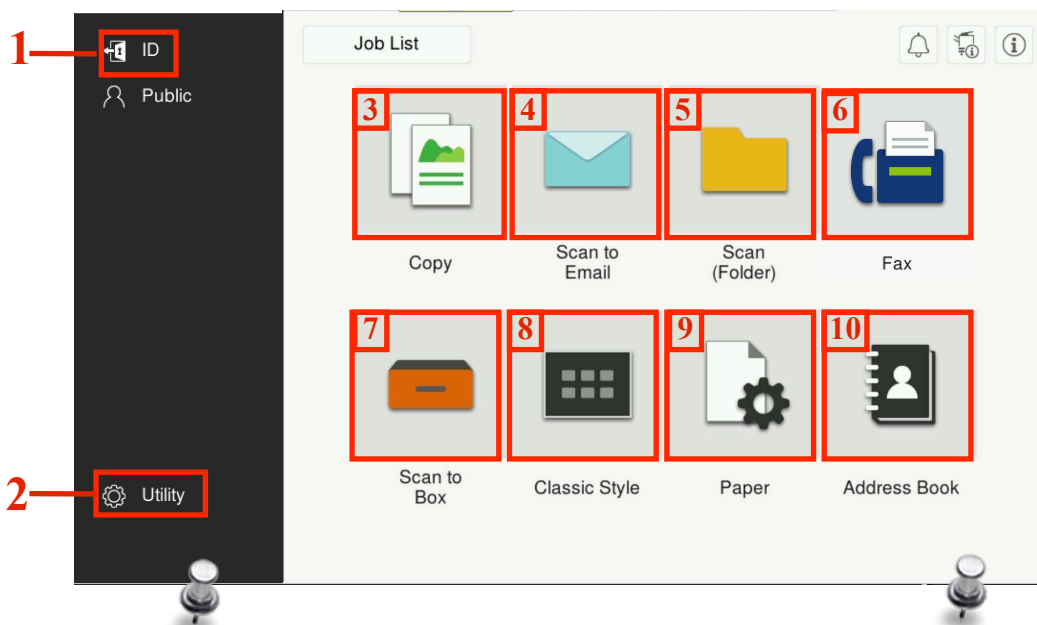 1
ID
Job List
Public
3
4
5
6
Copy
Scan to
Email
Scan
(Folder)
Fax
7
8
9
10
Scan to
Box
Classic Style
Paper
Address Book
2
Utility